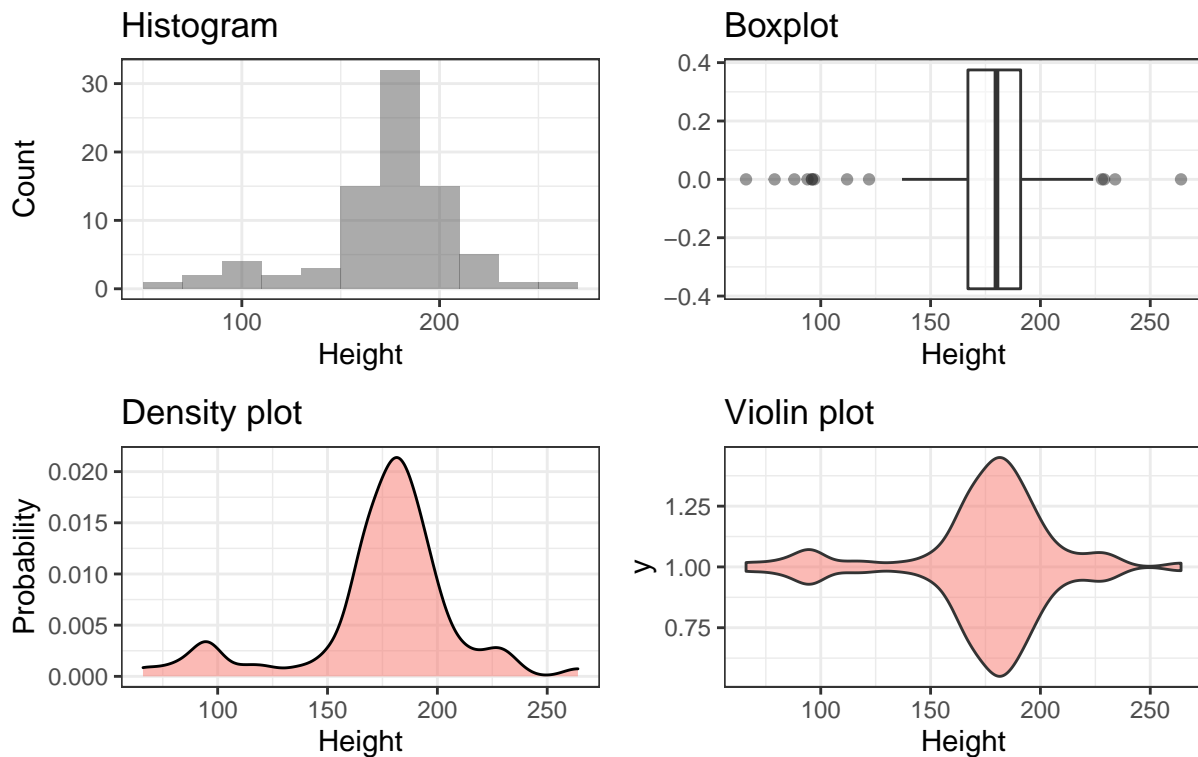 Histogram
Count
30
20
10
0
100 200
Height
Boxplot
0.4
0.2
0.0
−0.2
−0.4
100 150 200 250
Height
Density plot
Probability
0.020
0.015
0.010
0.005
0.000
100 150 200 250
Height
Violin plot
y
1.25
1.00
0.75
100 150 200 250
Height